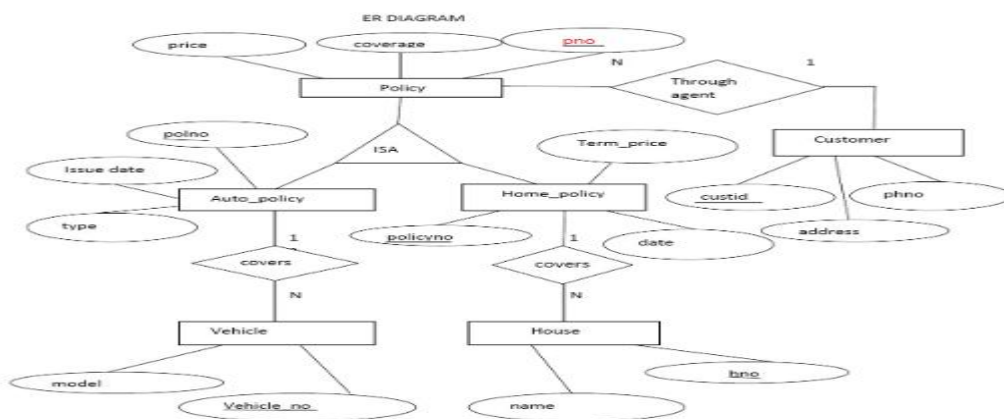 ER DIAGRAM
price
coverage
pno
N
1
Policy
Through
agent
polno
ISA
Term_price
Customer
Issue date
Auto_policy
Home_policy
custid
phno
type
policyno
date
address
1
1
covers
covers
N
N
Vehicle
House
model
hno
Vehicle_no
name